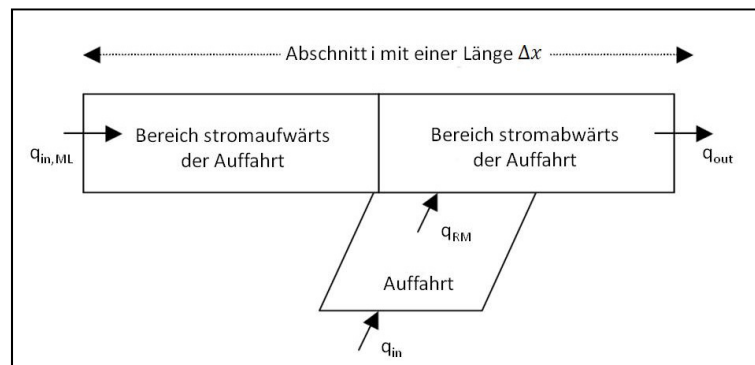 Abschnitt i mit einer Länge Δx
Bereich stromaufwärts
der Auffahrt
Bereich stromabwärts
der Auffahrt
q_in,ML
q_out
q_RM
Auffahrt
q_in